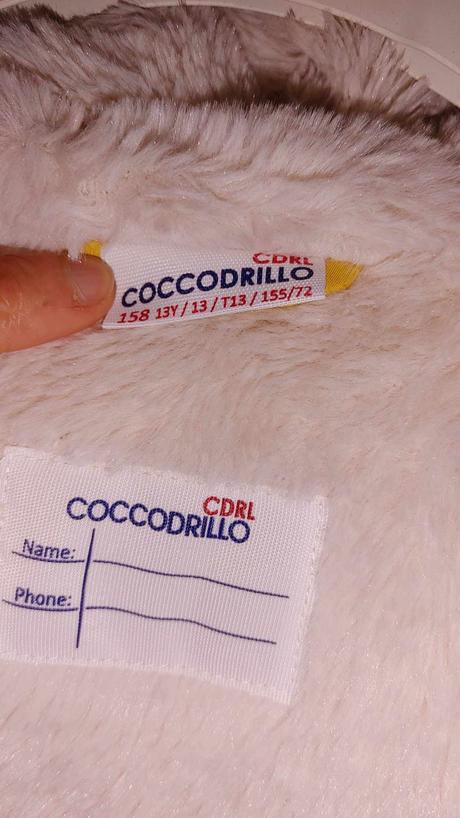 CDRL
COCCODRILLO
158 13Y / 13 / T13 / 155/72
CDRL
COCCODRILLO
Name:
Phone: